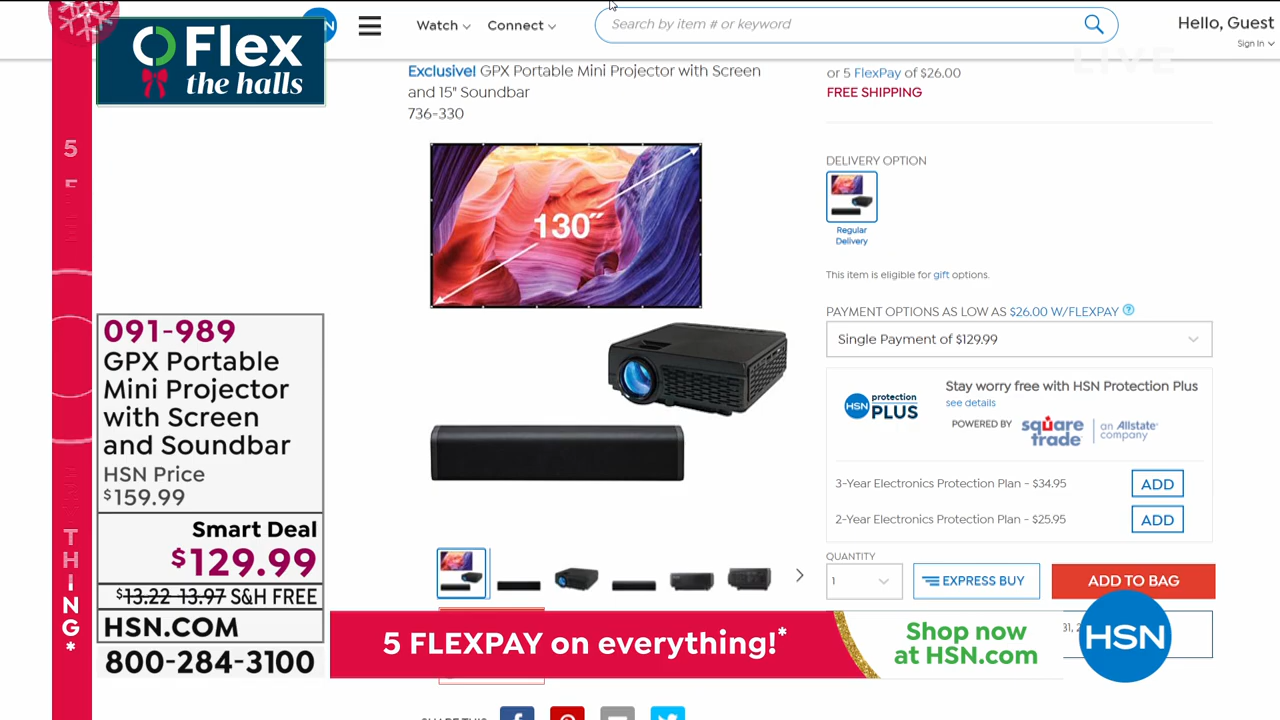 Flex
the halls
HSN
Watch
Connect
Search by item # or keyword
Hello, Guest
Sign In
LIVE
Exclusive! GPX Portable Mini Projector with Screen
and 15" Soundbar
736-330
130"
or 5 FlexPay of $26.00
FREE SHIPPING
DELIVERY OPTION
Regular
Delivery
This item is eligible for gift options.
PAYMENT OPTIONS AS LOW AS $26.00 W/FLEXPAY ?
Single Payment of $129.99
HSN protection
PLUS
Stay worry free with HSN Protection Plus
see details
POWERED BY
square
trade
an Allstate
company
3-Year Electronics Protection Plan - $34.95
ADD
2-Year Electronics Protection Plan - $25.95
ADD
QUANTITY
1
EXPRESS BUY
ADD TO BAG
5
THING*
091-989
GPX Portable
Mini Projector
with Screen
and Soundbar
HSN Price
$159.99
Smart Deal
$129.99
$13.22-13.97 S&H FREE
HSN.COM
800-284-3100
5 FLEXPAY on everything!*
Shop now
at HSN.com
31, 2
HSN
SHARE THIS